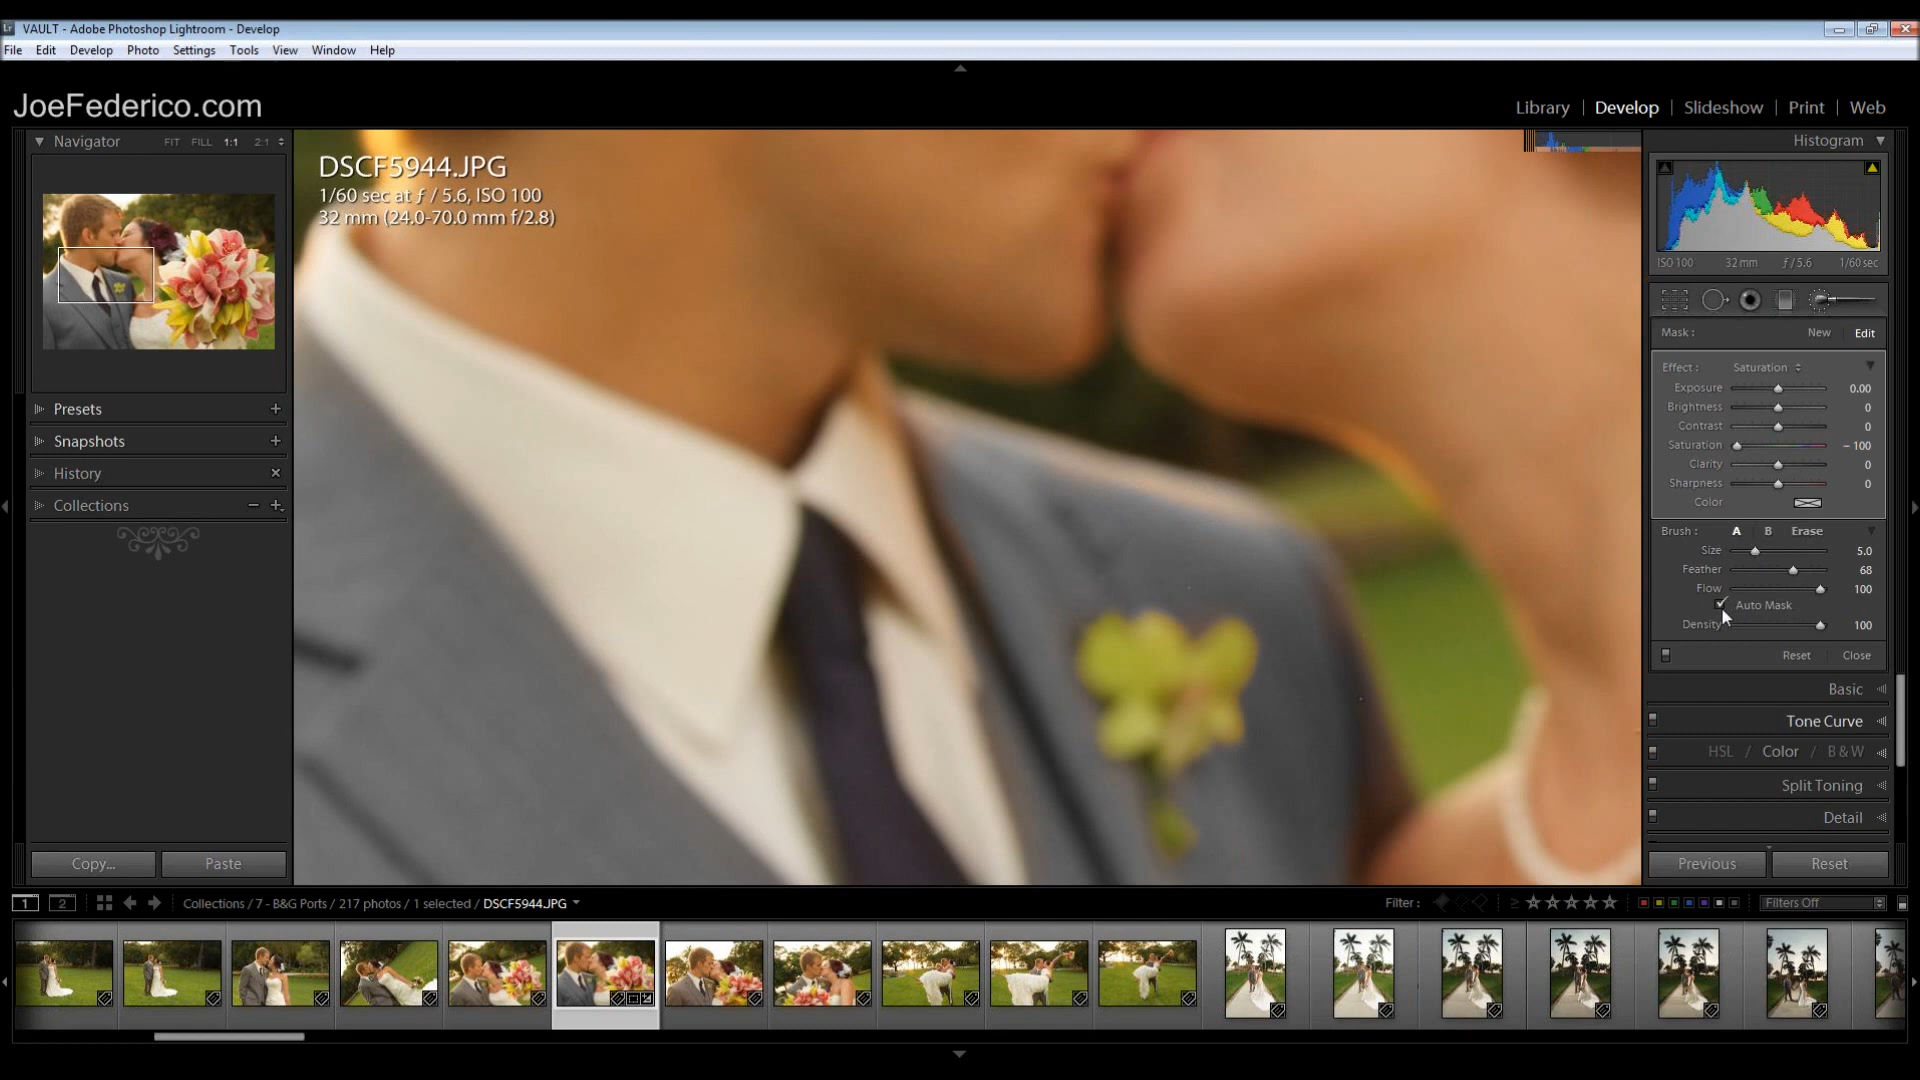 VAULT - Adobe Photoshop Lightroom - Develop
File Edit Develop Photo Settings Tools View Window Help
JoeFederico.com
Library | Develop | Slideshow | Print | Web
Navigator FIT FILL 1:1 2:1
Presets
Snapshots
History
Collections
Copy... Paste
DSCF5944.JPG
1/60 sec at ƒ / 5.6, ISO 100
32 mm (24.0-70.0 mm f/2.8)
Histogram
ISO 100 32 mm ƒ / 5.6 1/60 sec
Mask : New Edit
Effect : Saturation
Exposure 0.00
Brightness 0
Contrast 0
Saturation – 100
Clarity 0
Sharpness 0
Color
Brush : A B Erase
Size 5.0
Feather 68
Flow 100
Auto Mask
Density 100
Reset Close
Basic
Tone Curve
HSL / Color / B & W
Split Toning
Detail
Previous Reset
1 2 Collections / 7 - B&G Ports / 217 photos / 1 selected / DSCF5944.JPG Filter : ≥ Filters Off